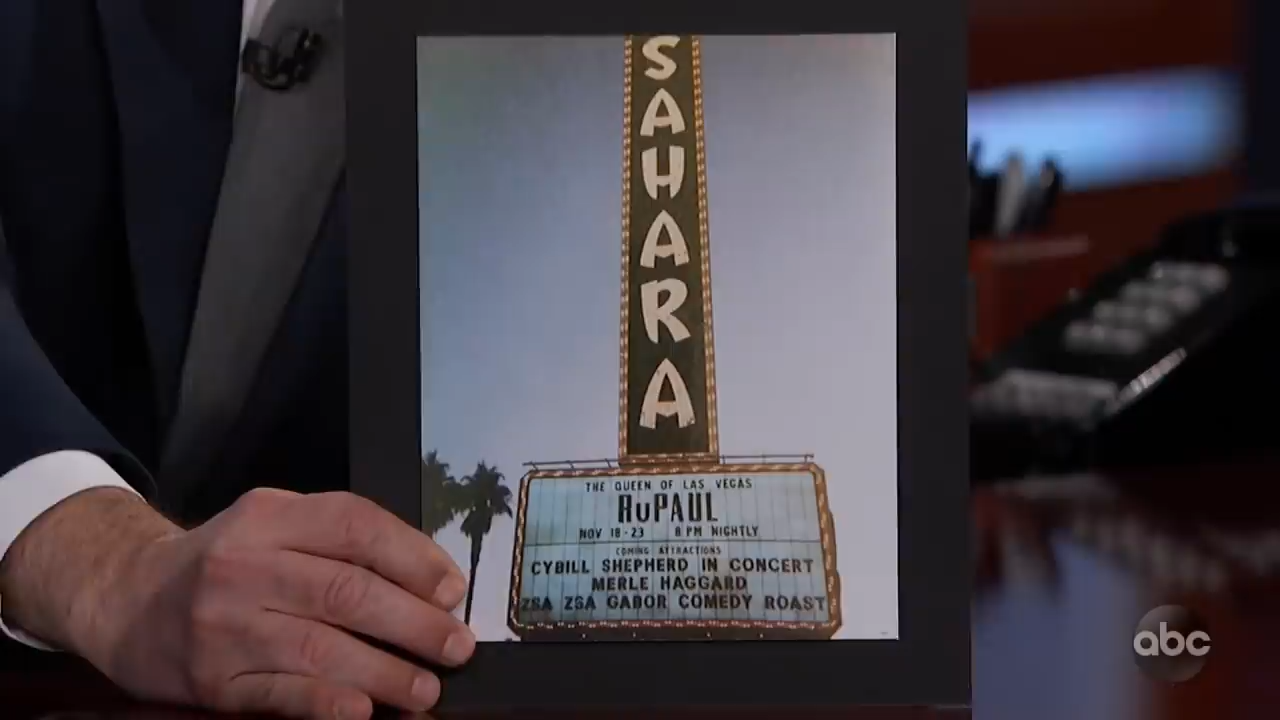 SAHARA
THE QUEEN OF LAS VEGAS
RuPAUL
NOV 18-23 8 PM NIGHTLY
COMING ATTRACTIONS
CYBILL SHEPHERD IN CONCERT
MERLE HAGGARD
ZSA ZSA GABOR COMEDY ROAST
abc